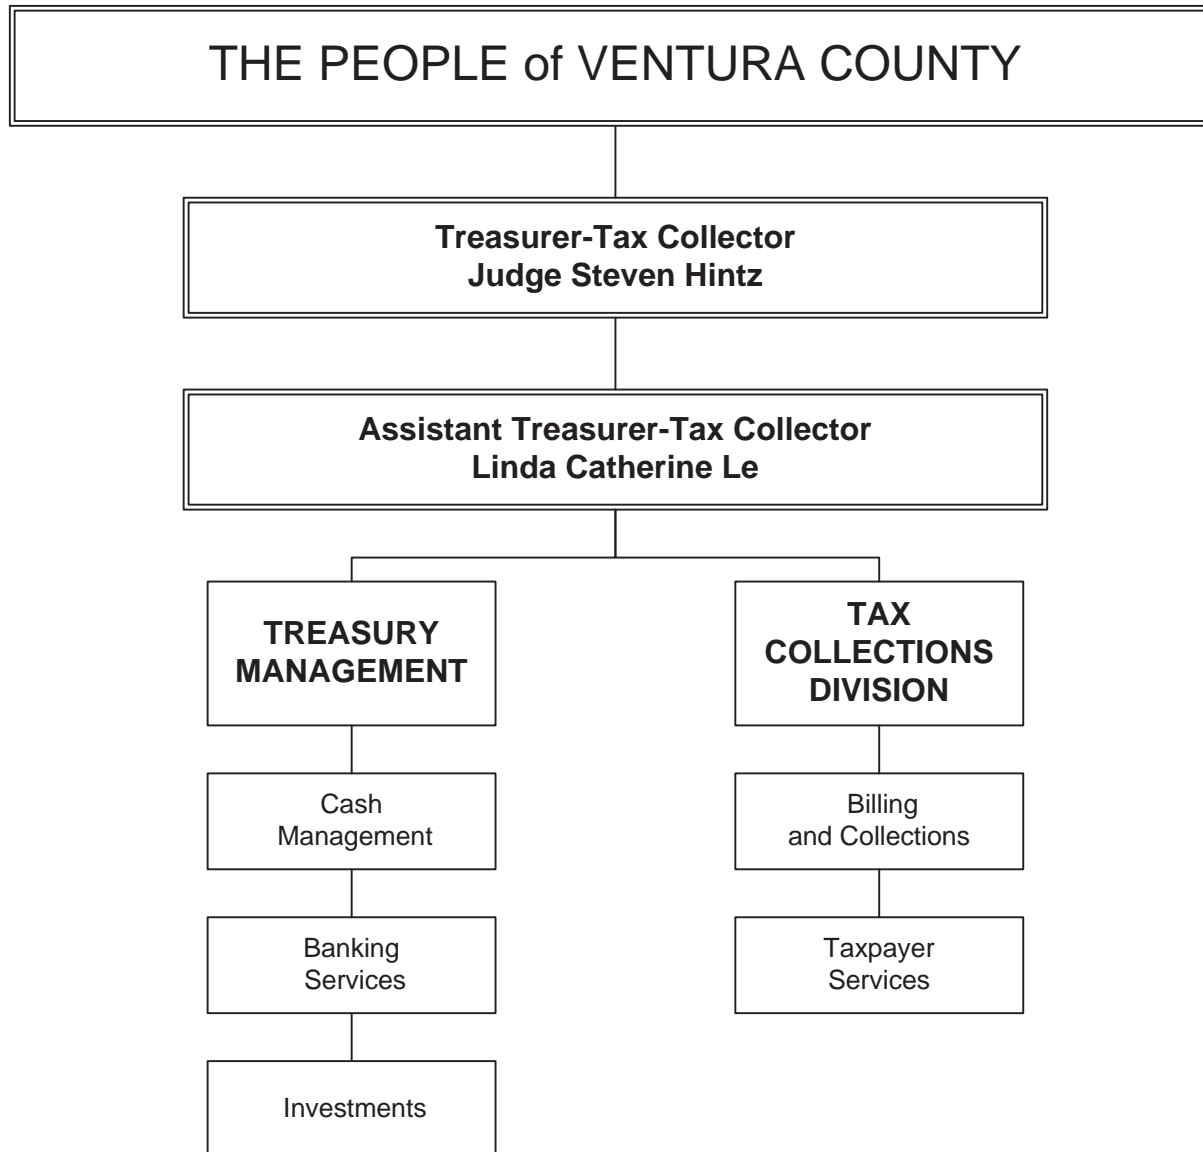 THE PEOPLE of VENTURA COUNTY
Treasurer-Tax Collector
Judge Steven Hintz
Assistant Treasurer-Tax Collector
Linda Catherine Le
TREASURY
MANAGEMENT
Cash
Management
Banking
Services
Investments
TAX
COLLECTIONS
DIVISION
Billing
and Collections
Taxpayer
Services